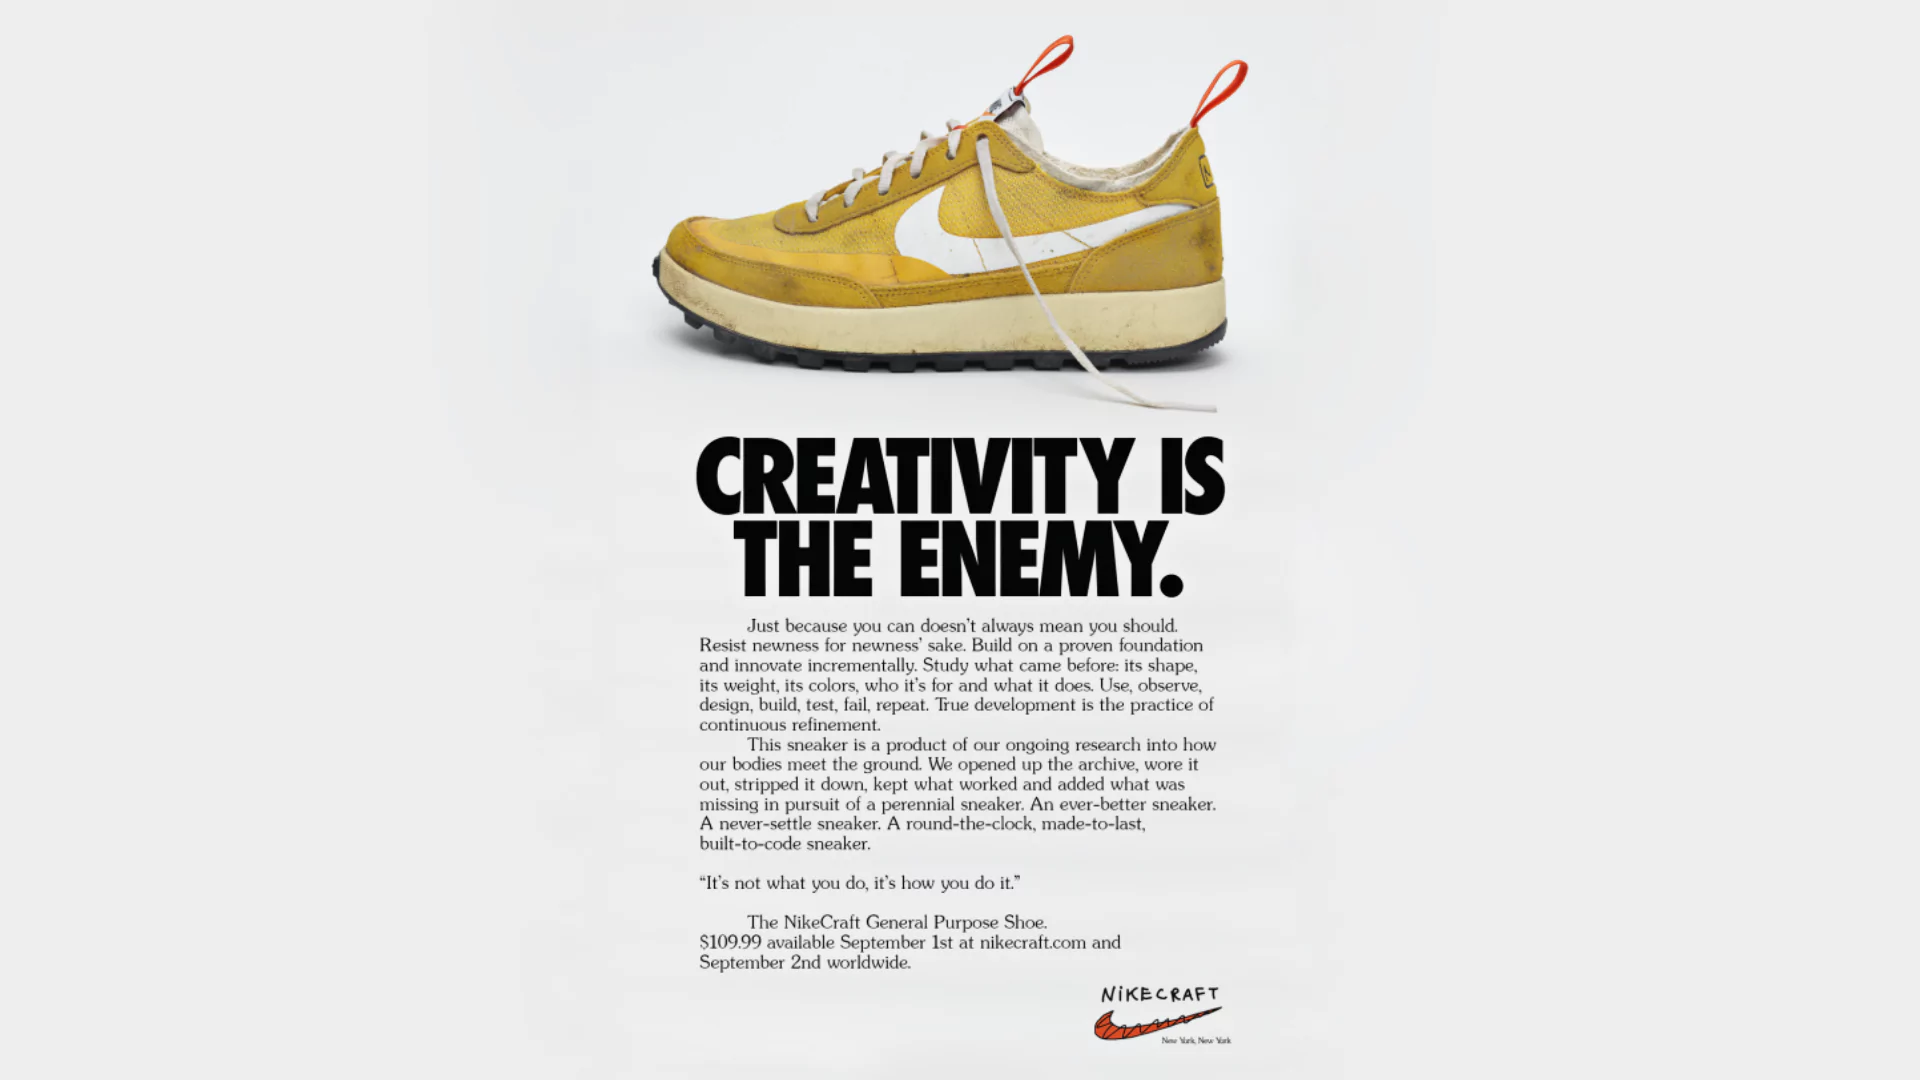 CREATIVITY IS
THE ENEMY.
Just because you can doesn't always mean you should.
Resist newness for newness' sake. Build on a proven foundation
and innovate incrementally. Study what came before: its shape,
its weight, its colors, who it's for and what it does. Use, observe,
design, build, test, fail, repeat. True development is the practice of
continuous refinement.
This sneaker is a product of our ongoing research into how
our bodies meet the ground. We opened up the archive, wore it
out, stripped it down, kept what worked and added what was
missing in pursuit of a perennial sneaker. An ever-better sneaker.
A never-settle sneaker. A round-the-clock, made-to-last,
built-to-code sneaker.
“It's not what you do, it's how you do it.”
The NikeCraft General Purpose Shoe.
$109.99 available September 1st at nikecraft.com and
September 2nd worldwide.
NiKECRAFT
New York, New York